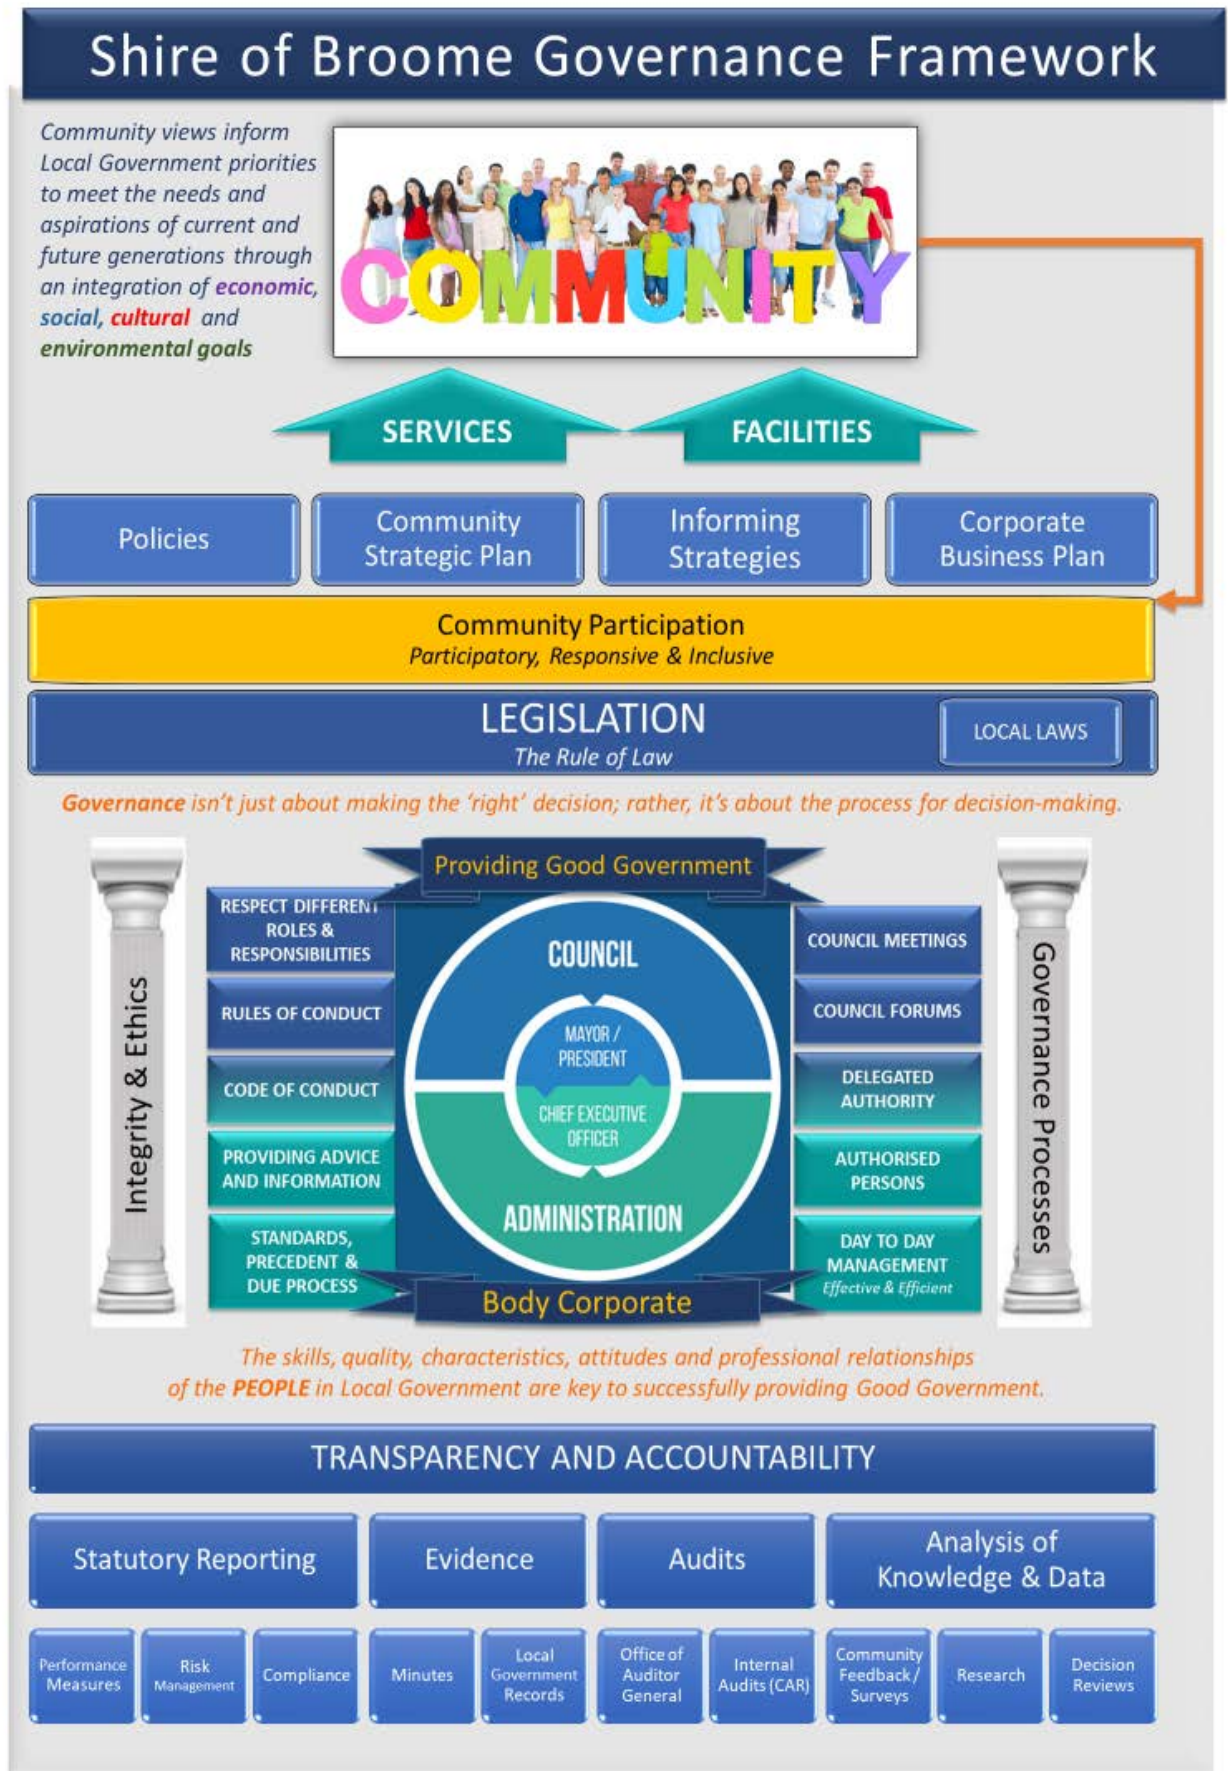 Shire of Broome Governance Framework
Community views inform
Local Government priorities
to meet the needs and
aspirations of current and
future generations through
an integration of economic,
social, cultural and
environmental goals
COMMUNITY
SERVICES
FACILITIES
Policies
Community
Strategic Plan
Informing
Strategies
Corporate
Business Plan
Community Participation
Participatory, Responsive & Inclusive
LEGISLATION
The Rule of Law
LOCAL LAWS
Governance isn't just about making the 'right' decision; rather, it's about the process for decision-making.
Integrity & Ethics
RESPECT DIFFERENT
ROLES &
RESPONSIBILITIES
RULES OF CONDUCT
CODE OF CONDUCT
PROVIDING ADVICE
AND INFORMATION
STANDARDS,
PRECEDENT &
DUE PROCESS
Providing Good Government
COUNCIL
MAYOR /
PRESIDENT
CHIEF EXECUTIVE
OFFICER
ADMINISTRATION
Body Corporate
COUNCIL MEETINGS
COUNCIL FORUMS
DELEGATED
AUTHORITY
AUTHORISED
PERSONS
DAY TO DAY
MANAGEMENT
Effective & Efficient
Governance Processes
The skills, quality, characteristics, attitudes and professional relationships
of the PEOPLE in Local Government are key to successfully providing Good Government.
TRANSPARENCY AND ACCOUNTABILITY
Statutory Reporting
Evidence
Audits
Analysis of
Knowledge & Data
Performance
Measures
Risk
Management
Compliance
Minutes
Local
Government
Records
Office of
Auditor
General
Internal
Audits (CAR)
Community
Feedback /
Surveys
Research
Decision
Reviews